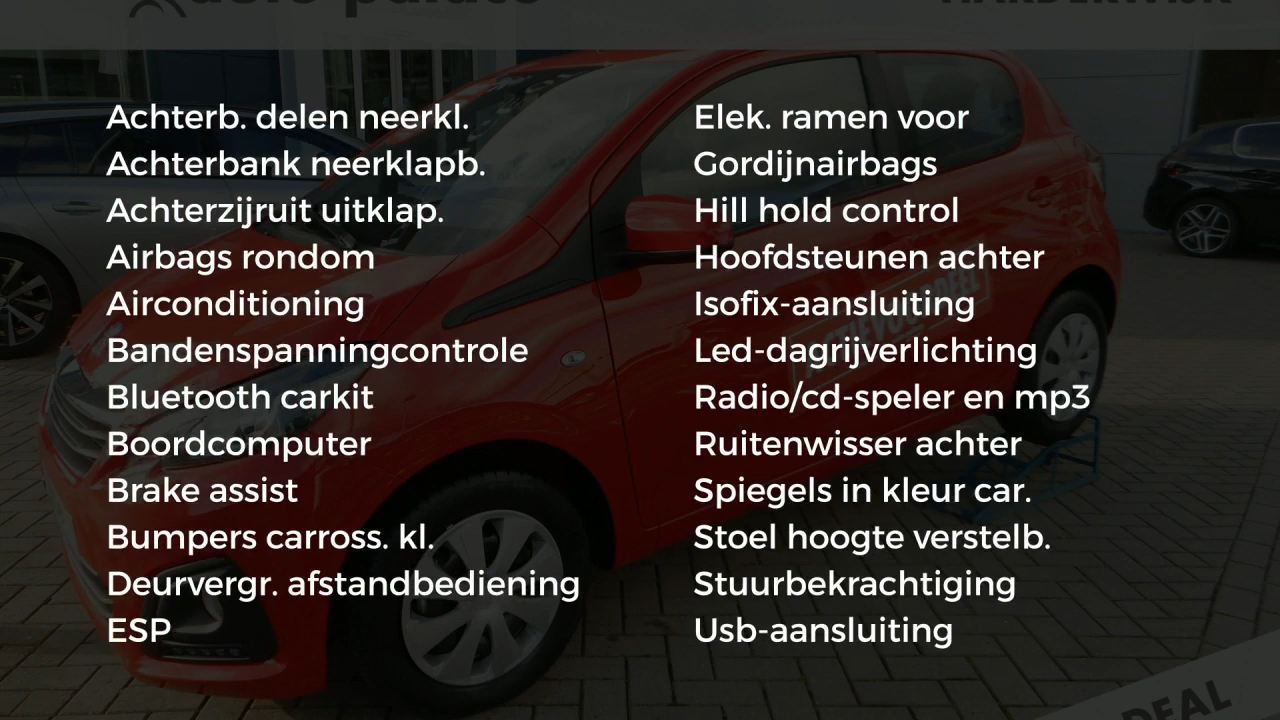 Achterb. delen neerkl.
Achterbank neerklapb.
Achterzijruit uitklap.
Airbags rondom
Airconditioning
Bandenspanningcontrole
Bluetooth carkit
Boordcomputer
Brake assist
Bumpers carross. kl.
Deurvergr. afstandbediening
ESP
Elek. ramen voor
Gordijnairbags
Hill hold control
Hoofdsteunen achter
Isofix-aansluiting
Led-dagrijverlichting
Radio/cd-speler en mp3
Ruitenwisser achter
Spiegels in kleur car.
Stoel hoogte verstelb.
Stuurbekrachtiging
Usb-aansluiting
DEAL